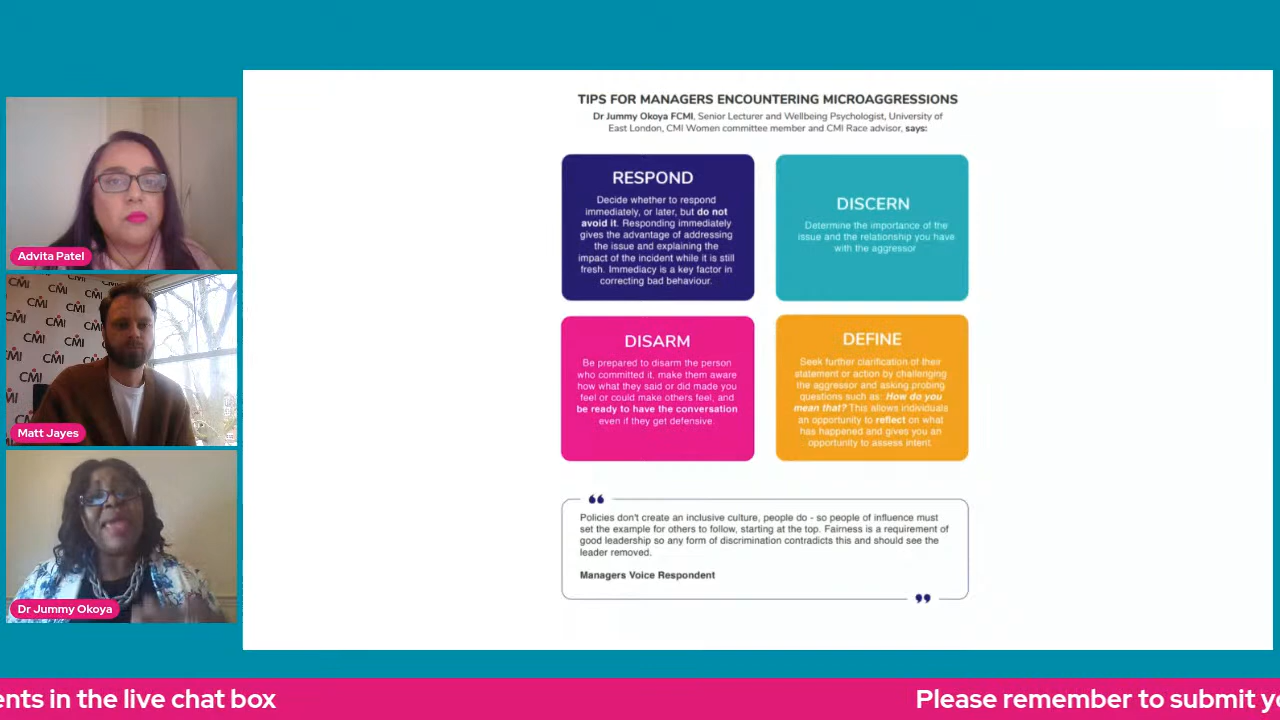 TIPS FOR MANAGERS ENCOUNTERING MICROAGGRESSIONS
Dr Jummy Okoya FCMI, Senior Lecturer and Wellbeing Psychologist, University of
East London, CMI Women committee member and CMI Race advisor, says:
RESPOND
Decide whether to respond
immediately, or later, but do not
avoid it. Responding immediately
gives the advantage of addressing
the issue and explaining the
impact of the incident while it is still
fresh. Immediacy is a key factor in
correcting bad behaviour.
DISCERN
Determine the importance of the
issue and the relationship you have
with the aggressor
DISARM
Be prepared to disarm the person
who committed it, make them aware
how what they said or did made you
feel or could make others feel, and
be ready to have the conversation
even if they get defensive.
DEFINE
Seek further clarification of their
statement or action by challenging
the aggressor and asking probing
questions such as: How do you
mean that? This allows individuals
an opportunity to reflect on what
has happened and gives you an
opportunity to assess intent.
“
Policies don't create an inclusive culture, people do - so people of influence must
set the example for others to follow, starting at the top. Fairness is a requirement of
good leadership so any form of discrimination contradicts this and should see the
leader removed.
Managers Voice Respondent
”
Advita Patel
CMI
CMI
CMI
CMI
CMI
CMI
CMI
CMI
Matt Jayes
Dr Jummy Okoya
ents in the live chat box
Please remember to submit yo